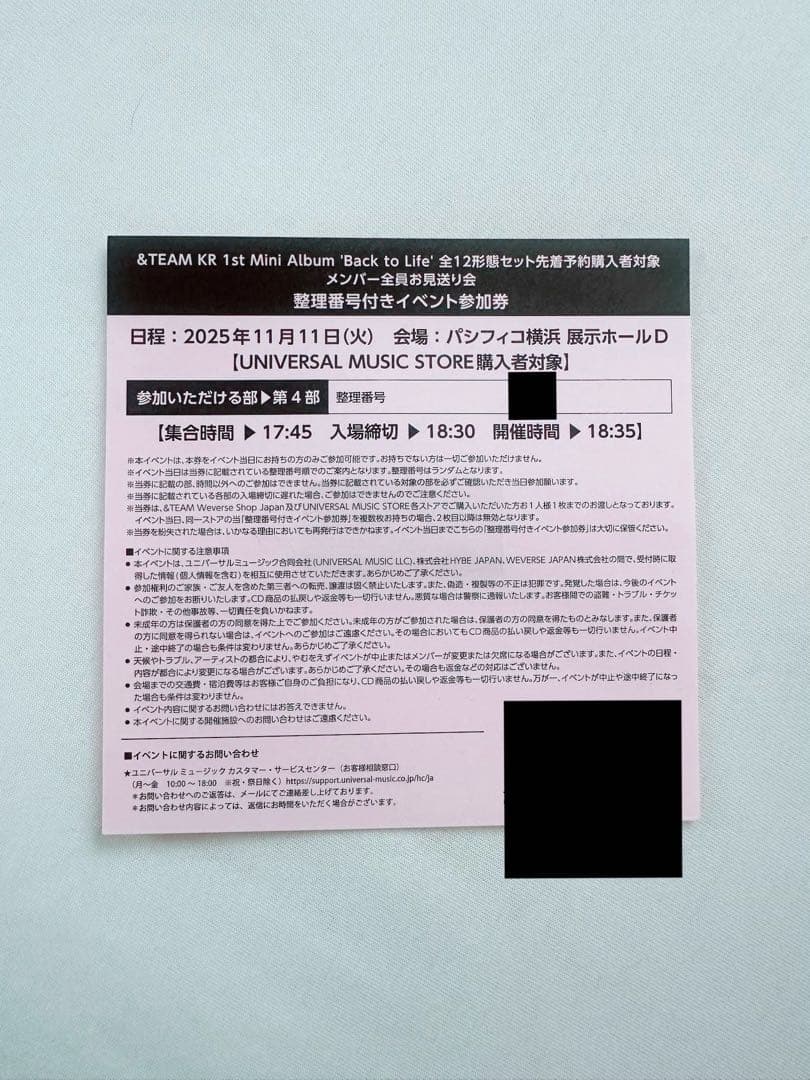 &TEAM KR 1st Mini Album 'Back to Life' 全12形態セット先着予約購入者対象
メンバー全員お見送り会
整理番号付きイベント参加券
日程：2025年11月11日(火)　会場：パシフィコ横浜 展示ホールD
【UNIVERSAL MUSIC STORE購入者対象】
参加いただける部▶第4部　整理番号
【集合時間 ▶ 17:45　入場締切 ▶ 18:30　開催時間 ▶ 18:35】
※本イベントは、本券をイベント当日にお持ちの方のみご参加可能です。お持ちでない方は一切ご参加いただけません。
※イベント当日は当券に記載されている整理番号順でのご案内となります。整理番号はランダムとなります。
※当券に記載の部、時間以外へのご参加はできません。当券に記載されている対象の部を必ずご確認いただき当日参加願います。
※当券に記載されている各部の入場締切に遅れた場合、ご参加はできませんのでご注意ください。
※当券は、&TEAM Weverse Shop Japan及びUNIVERSAL MUSIC STORE各ストアでご購入いただいた方お1人様1枚までのお渡しとなっております。
イベント当日、同一ストアの当「整理番号付きイベント参加券」を複数枚お持ちの場合、2枚目以降は無効となります。
※当券を紛失された場合は、いかなる理由においても再発行はできかねます。イベント当日までこちらの「整理番号付きイベント参加券」は大切に保管ください。
■イベントに関する注意事項
● 本イベントは、ユニバーサルミュージック合同会社(UNIVERSAL MUSIC LLC)、株式会社HYBE JAPAN、WEVERSE JAPAN株式会社の間で、受付時に取
得した情報(個人情報を含む)を相互に使用させていただきます。あらかじめご了承ください。
● 参加権利のご家族・ご友人を含めた第三者への転売、譲渡は固く禁止いたします。また、偽造・複製等の不正は犯罪です。発覚した場合は、今後のイベント
へのご参加をお断りいたします。CD商品の払戻しや返金等も一切行いません。悪質な場合は警察に通報いたします。お客様間での盗難・トラブル・チケッ
ト詐欺・その他事故等、一切責任を負いかねます。
● 未成年の方は保護者の方の同意を得た上でご参加ください。未成年の方がご参加された場合は、保護者の方の同意を得たものとみなします。また、保護者
の方に同意を得られない場合は、イベントへのご参加はご遠慮ください。その場合においてもCD商品の払い戻しや返金等も一切行いません。イベント中
止・途中終了の場合も条件は変わりません。あらかじめご了承ください。
● 天候やトラブル、アーティストの都合により、やむをえずイベントが中止またはメンバーが変更または欠席になる場合がございます。また、イベントの日程・
内容が都合により変更になる場合がございます。あらかじめご了承ください。その場合も返金などの対応はございません。
● 会場までの交通費・宿泊費等はお客様ご自身のご負担になり、CD商品の払い戻しや返金等も一切行いません。万が一、イベントが中止や途中終了になっ
た場合も条件は変わりません。
● イベント内容に関するお問い合わせにはお答えできません。
● 本イベントに関する開催施設へのお問い合わせはご遠慮ください。
■イベントに関するお問い合わせ
★ユニバーサル ミュージック カスタマー・サービスセンター（お客様相談窓口）
（月〜金　10:00 〜 18:00　※祝・祭日除く）https://support.universal-music.co.jp/hc/ja
＊お問い合わせへのご返答は、メールにてご連絡差し上げております。
＊お問い合わせ内容によっては、返信にお時間をいただく場合がございます。